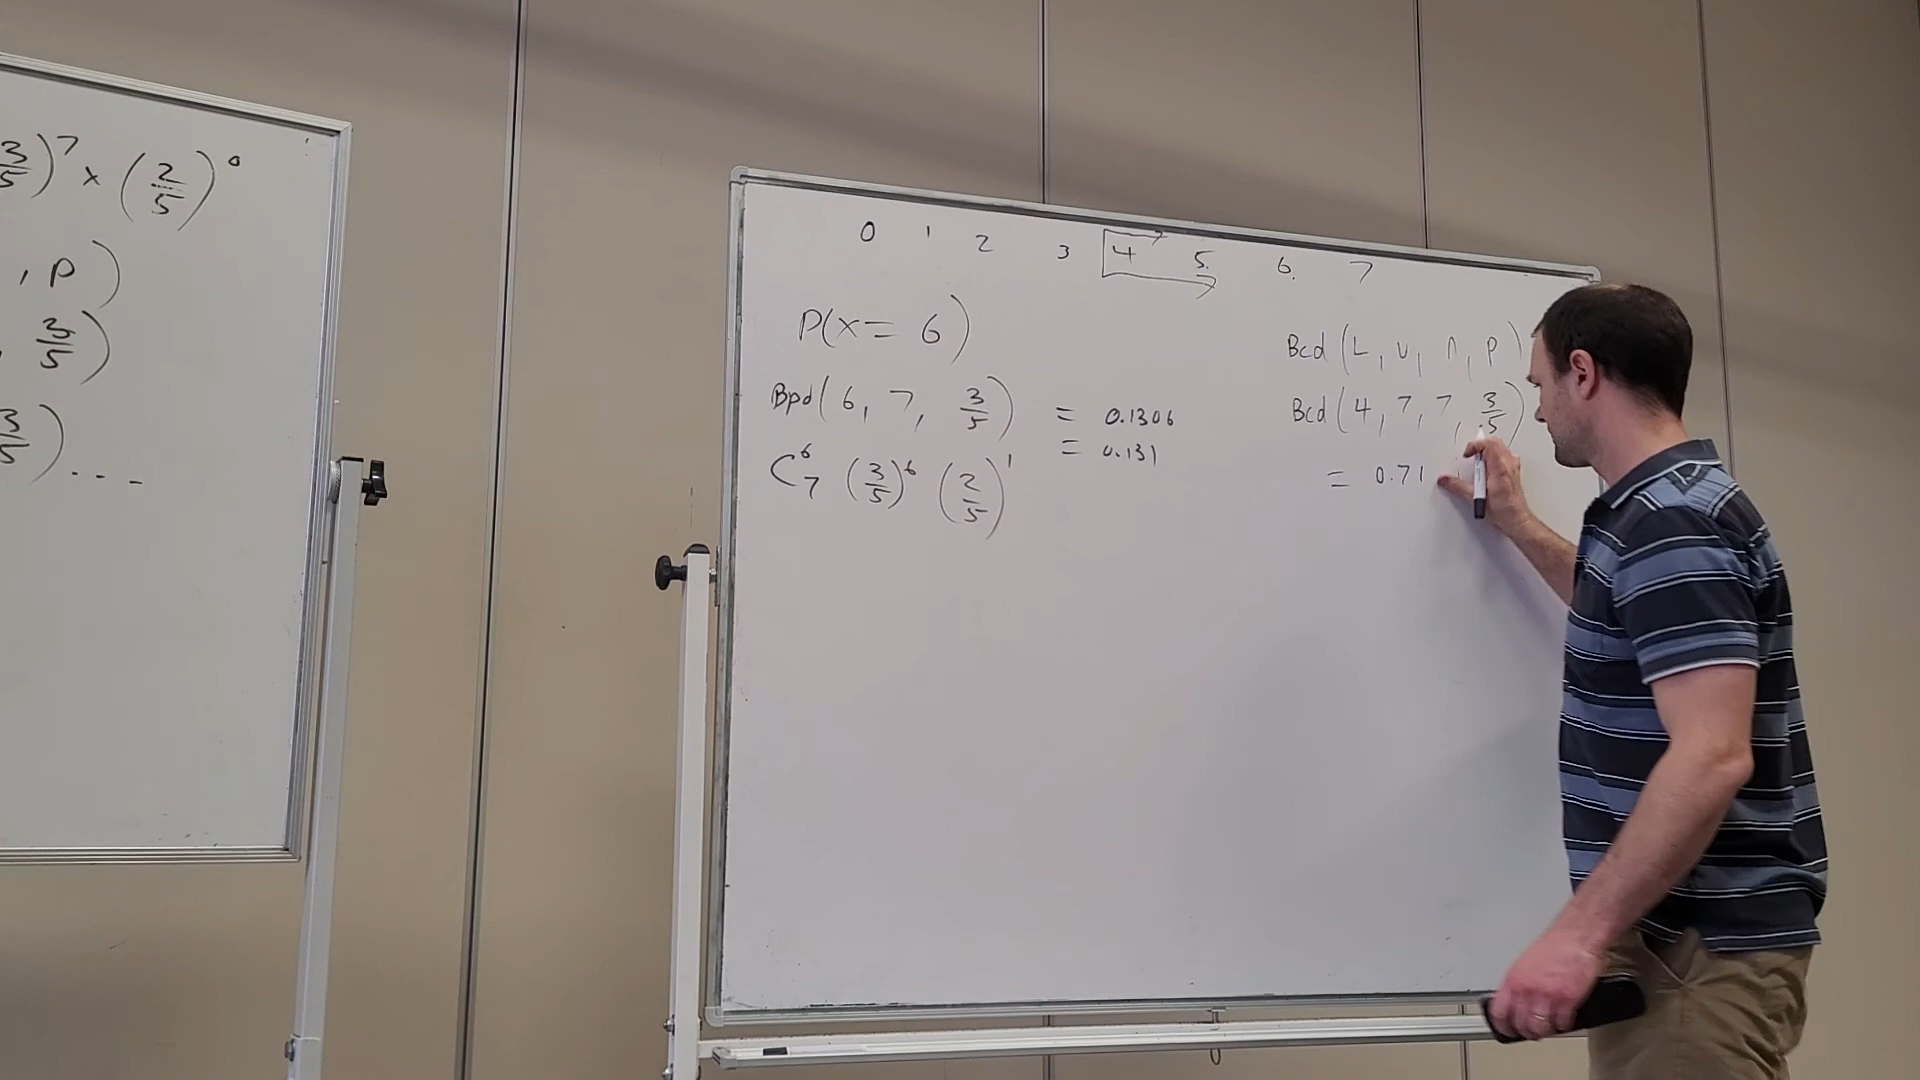 3/5)⁷ × (2/5)⁰
, p)
, 3/5)
3/5)...
0 1 2 3 4 5. 6. 7
P(x = 6)
Bpd(6, 7, 3/5) = 0.1306
= 0.131
C⁶₇ (3/5)⁶ (2/5)¹
Bcd(L, U, n, p)
Bcd(4, 7, 7, 3/5)
= 0.71